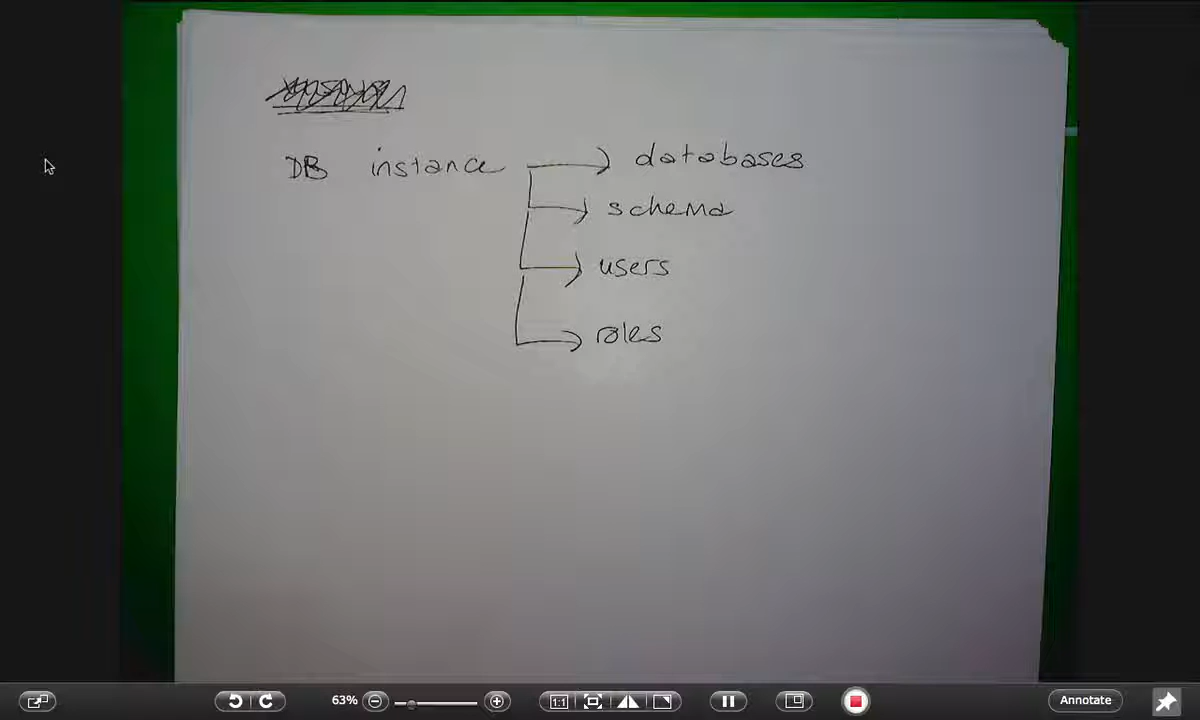 DB instance → databases
→ schema
→ users
→ roles
63%
1:1
Annotate